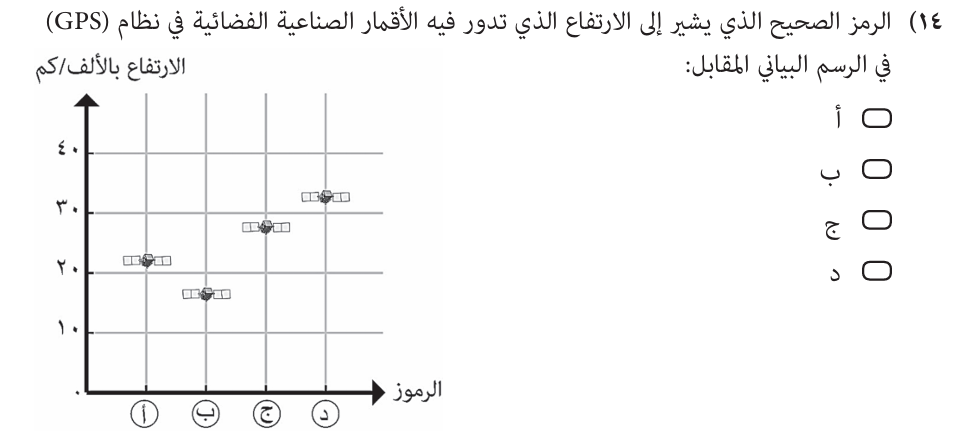 ١٤) الرمز الصحيح الذي يشير إلى الارتفاع الذي تدور فيه الأقمار الصناعية الفضائية في نظام (GPS)
في الرسم البياني المقابل:
أ
ب
ج
د
الارتفاع بالألف/كم
٤٠
٣٠
٢٠
١٠
٠
الرموز
أ ب ج د